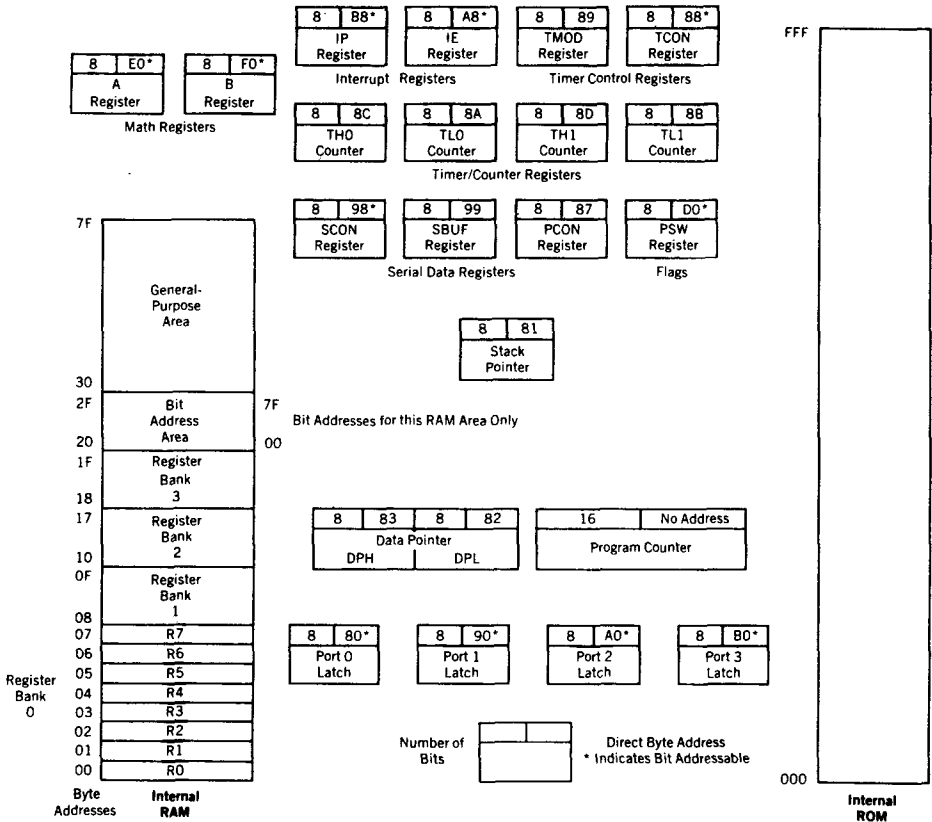 8 B8* 8 A8* 8 89 8 88*
IP Register IE Register TMOD Register TCON Register
Interrupt Registers Timer Control Registers
8 E0* 8 F0*
A Register B Register
Math Registers
8 8C 8 8A 8 8D 8 8B
TH0 Counter TL0 Counter TH1 Counter TL1 Counter
Timer/Counter Registers
8 98* 8 99 8 87 8 D0*
SCON Register SBUF Register PCON Register PSW Register
Serial Data Registers Flags
8 81
Stack
Pointer
7F
General-
Purpose
Area
30
2F Bit 7F
Address Bit Addresses for this RAM Area Only
20 Area 00
1F Register
Bank
18 3
17 Register
Bank
10 2
0F Register
Bank
08 1
8 83 8 82 16 No Address
Data Pointer Program Counter
DPH DPL
07 R7
06 R6
05 R5
04 R4
03 R3
02 R2
01 R1
00 R0
Register
Bank
0
Byte
Addresses
Internal
RAM
8 80* 8 90* 8 A0* 8 B0*
Port 0 Latch Port 1 Latch Port 2 Latch Port 3 Latch
Number of
Bits
Direct Byte Address
* Indicates Bit Addressable
FFF
000
Internal
ROM